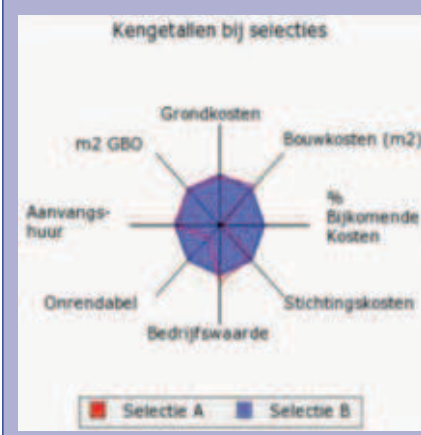 Kengetallen bij selecties
Grondkosten
m2 GBO
Bouwkosten (m2)
Aanvangs-
huur
%
Bijkomende
Kosten
Onrendabel
Stichtingskosten
Bedrijfswaarde
Selectie A
Selectie B